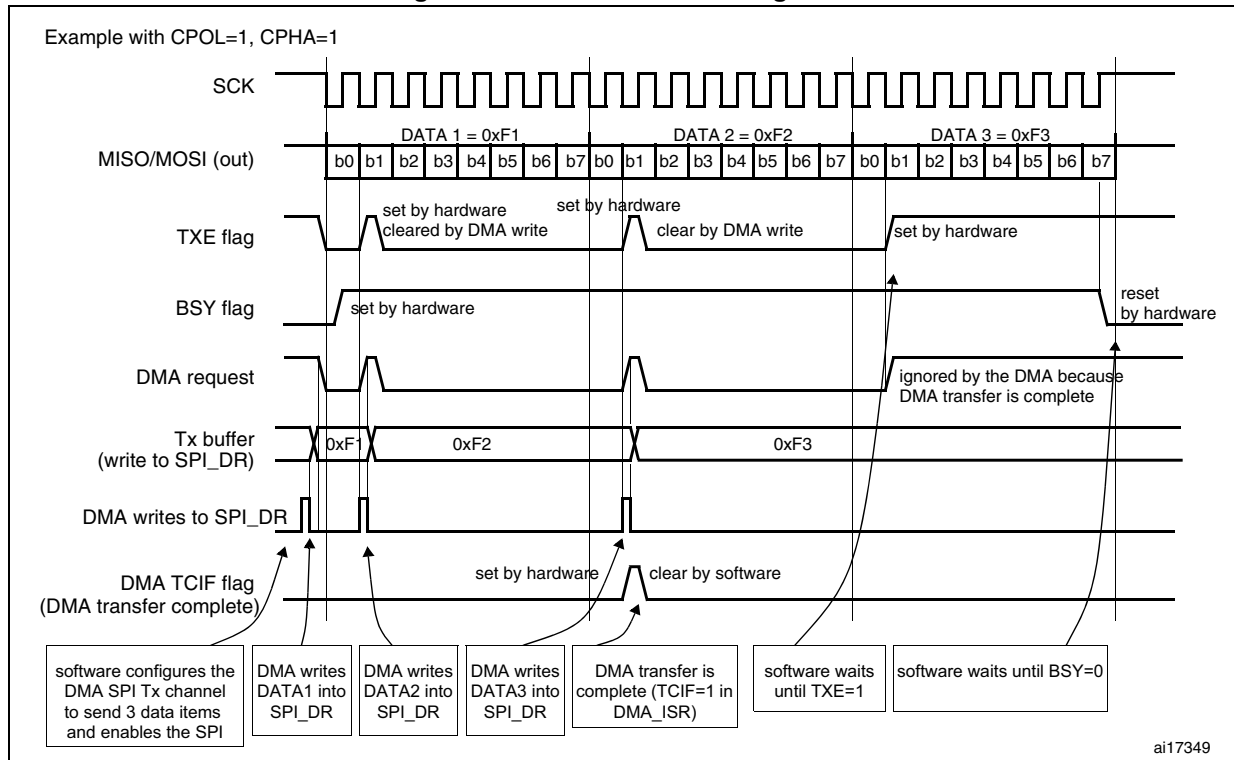 Example with CPOL=1, CPHA=1
SCK
DATA 1 = 0xF1
DATA 2 = 0xF2
DATA 3 = 0xF3
MISO/MOSI (out)
b0 b1 b2 b3 b4 b5 b6 b7 b0 b1 b2 b3 b4 b5 b6 b7 b0 b1 b2 b3 b4 b5 b6 b7
TXE flag
set by hardware
cleared by DMA write
set by hardware
clear by DMA write
set by hardware
BSY flag
set by hardware
reset
by hardware
DMA request
ignored by the DMA because
DMA transfer is complete
Tx buffer
(write to SPI_DR)
0xF1
0xF2
0xF3
DMA writes to SPI_DR
DMA TCIF flag
(DMA transfer complete)
set by hardware
clear by software
software configures the
DMA SPI Tx channel
to send 3 data items
and enables the SPI
DMA writes
DATA1 into
SPI_DR
DMA writes
DATA2 into
SPI_DR
DMA writes
DATA3 into
SPI_DR
DMA transfer is
complete (TCIF=1 in
DMA_ISR)
software waits
until TXE=1
software waits until BSY=0
ai17349